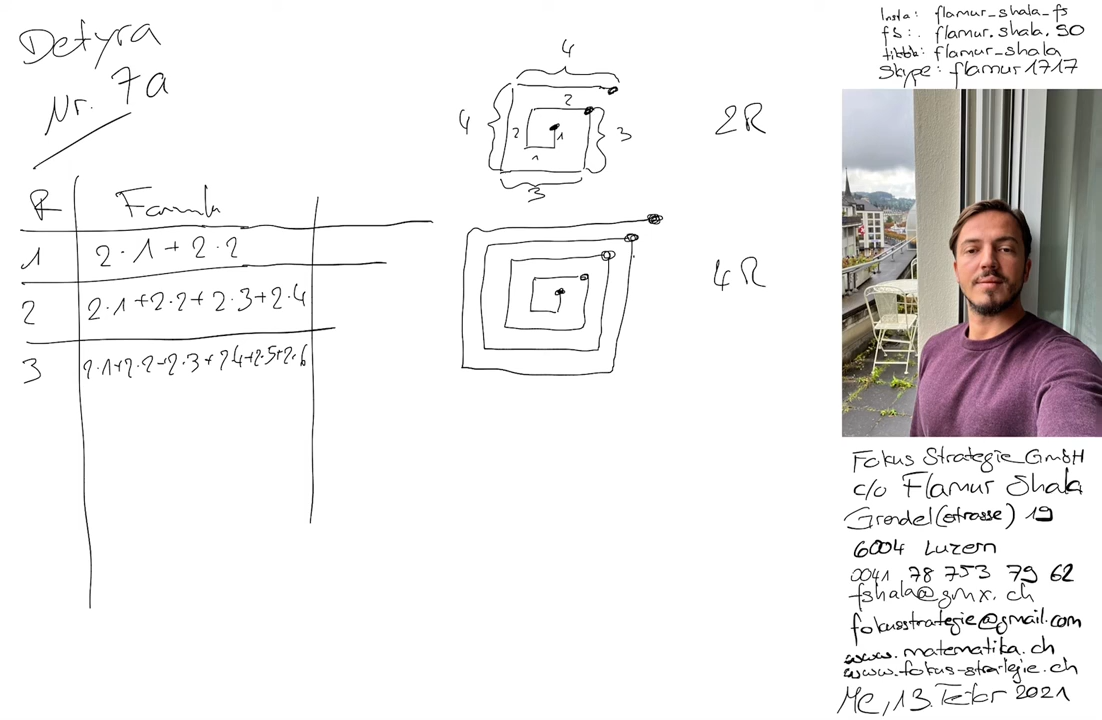 Detyra
Nr. 7a
R Formula
1 2·1 + 2·2
2 2·1+2·2+2·3+2·4
3 2·1+2·2+2·3+2·4+2·5+2·6
4
2
4 2 1 3
1
3
2R
4R
Insta: flamur_shala_fs
fb: flamur.shala.90
tiktok: flamur_shala
Skype: flamur1717
Fokus Strategie GmbH
c/o Flamur Shala
Grendel(strasse) 19
6004 Luzern
0041 78 753 79 62
fshala@gmx.ch
fokusstrategie@gmail.com
www.matematika.ch
www.fokus-strategie.ch
13. 2021